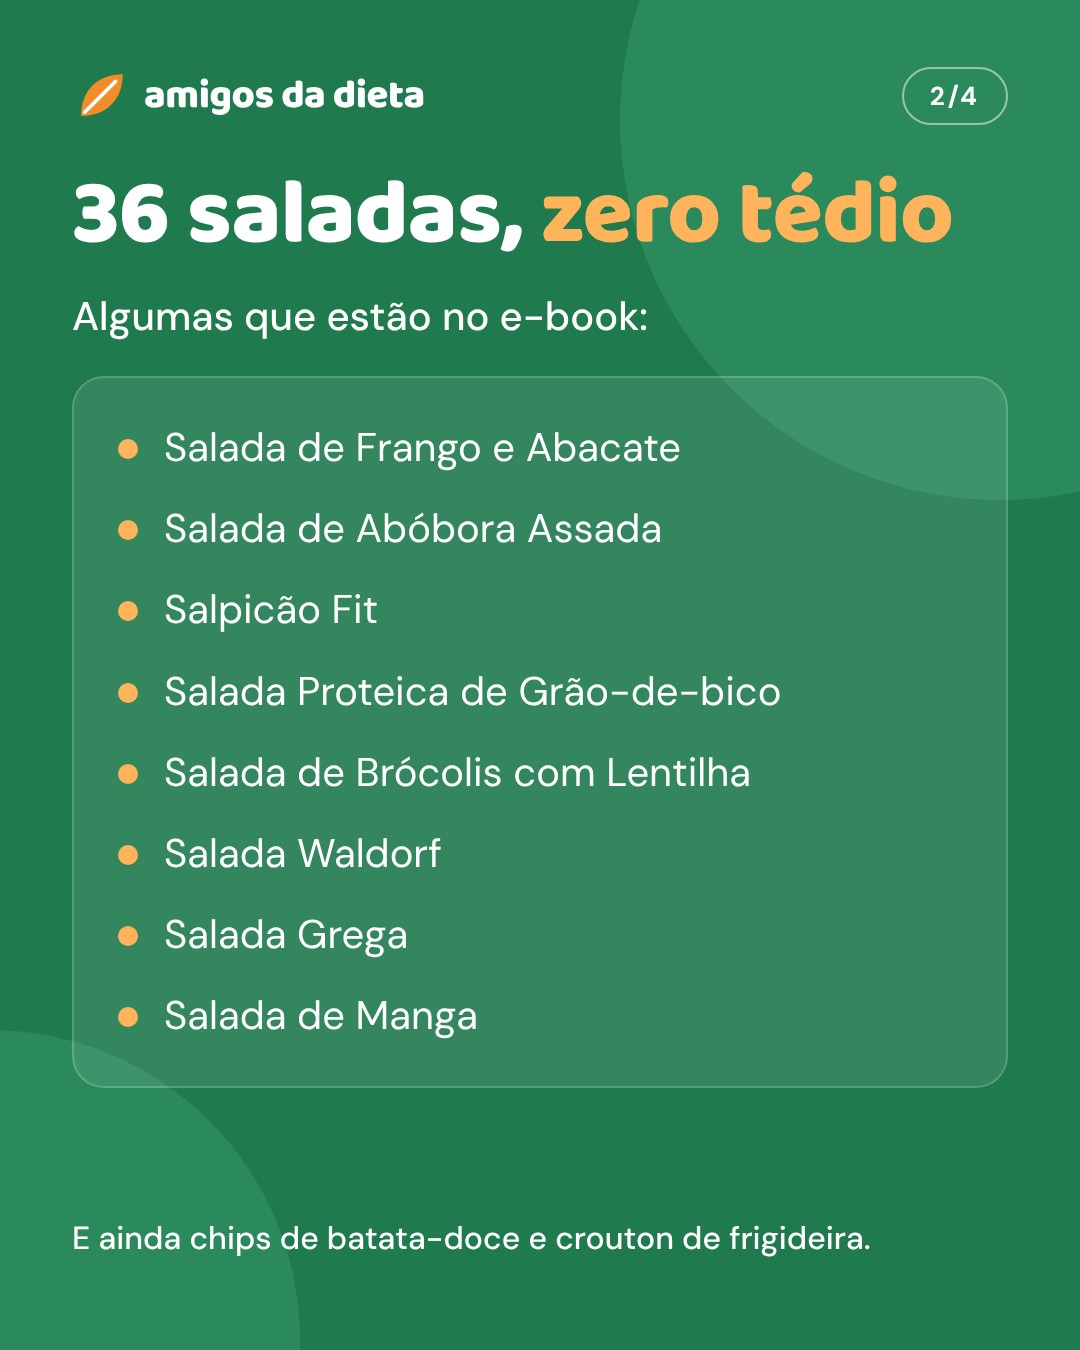 amigos da dieta
2/4
36 saladas, zero tédio
Algumas que estão no e-book:
Salada de Frango e Abacate
Salada de Abóbora Assada
Salpicão Fit
Salada Proteica de Grão-de-bico
Salada de Brócolis com Lentilha
Salada Waldorf
Salada Grega
Salada de Manga
E ainda chips de batata-doce e crouton de frigideira.